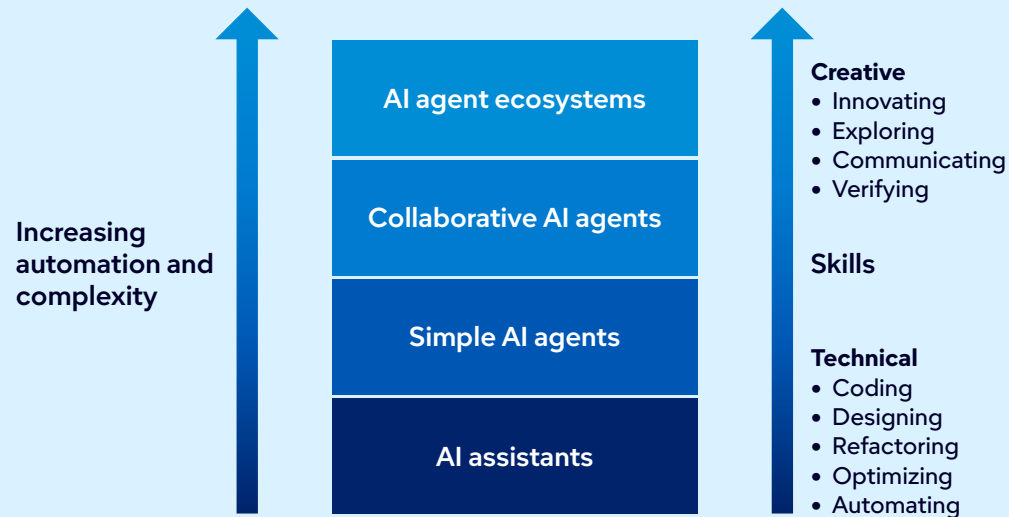 Increasing
automation and
complexity
AI agent ecosystems
Collaborative AI agents
Simple AI agents
AI assistants
Creative
• Innovating
• Exploring
• Communicating
• Verifying
Skills
Technical
• Coding
• Designing
• Refactoring
• Optimizing
• Automating